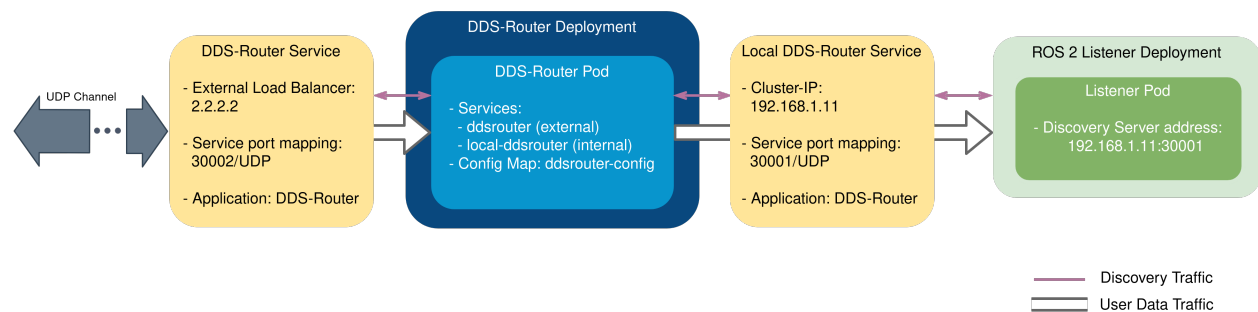 UDP Channel
DDS-Router Service
- External Load Balancer:
2.2.2.2
- Service port mapping:
30002/UDP
- Application: DDS-Router
DDS-Router Deployment
DDS-Router Pod
- Services:
- ddsrouter (external)
- local-ddsrouter (internal)
- Config Map: ddsrouter-config
Local DDS-Router Service
- Cluster-IP:
192.168.1.11
- Service port mapping:
30001/UDP
- Application: DDS-Router
ROS 2 Listener Deployment
Listener Pod
- Discovery Server address:
192.168.1.11:30001
Discovery Traffic
User Data Traffic